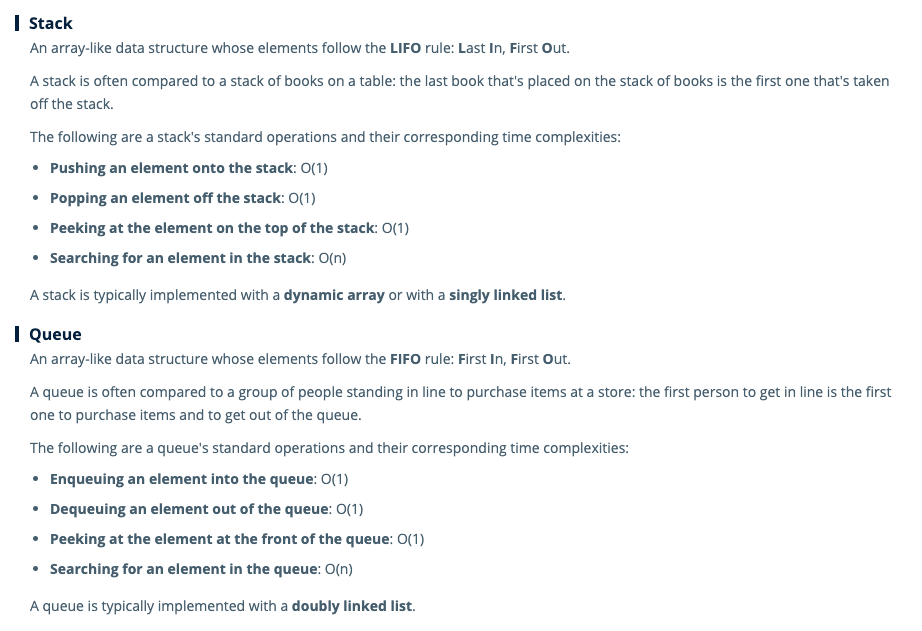 Stack
An array-like data structure whose elements follow the LIFO rule: Last In, First Out.
A stack is often compared to a stack of books on a table: the last book that's placed on the stack of books is the first one that's taken
off the stack.
The following are a stack's standard operations and their corresponding time complexities:
• Pushing an element onto the stack: O(1)
• Popping an element off the stack: O(1)
• Peeking at the element on the top of the stack: O(1)
• Searching for an element in the stack: O(n)
A stack is typically implemented with a dynamic array or with a singly linked list.
Queue
An array-like data structure whose elements follow the FIFO rule: First In, First Out.
A queue is often compared to a group of people standing in line to purchase items at a store: the first person to get in line is the first
one to purchase items and to get out of the queue.
The following are a queue's standard operations and their corresponding time complexities:
• Enqueuing an element into the queue: O(1)
• Dequeuing an element out of the queue: O(1)
• Peeking at the element at the front of the queue: O(1)
• Searching for an element in the queue: O(n)
A queue is typically implemented with a doubly linked list.